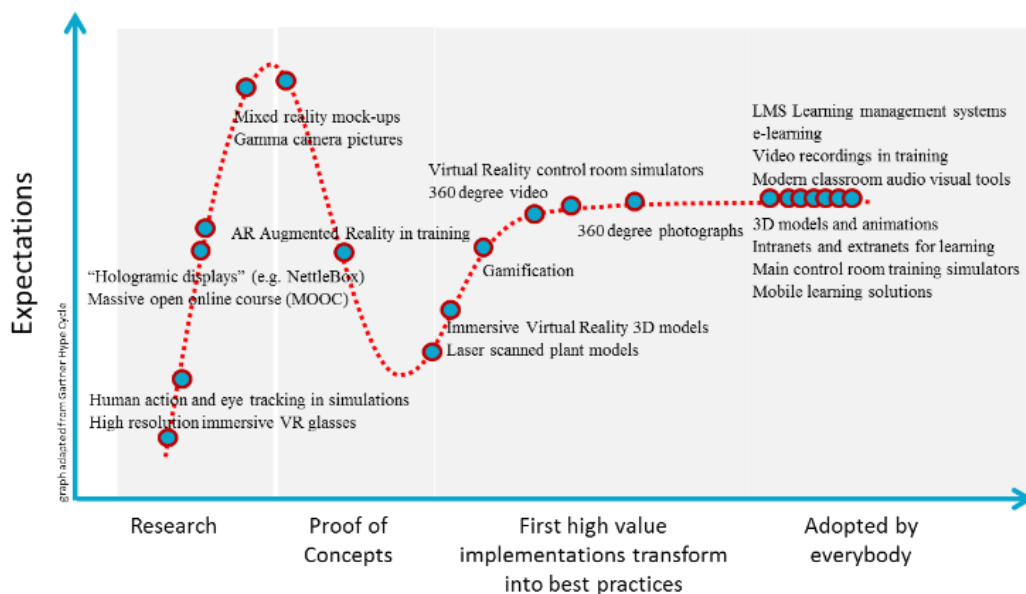 Mixed reality mock-ups
Gamma camera pictures
AR Augmented Reality in training
"Hologramic displays" (e.g. NettleBox)
Massive open online course (MOOC)
Human action and eye tracking in simulations
High resolution immersive VR glasses
Virtual Reality control room simulators
360 degree video
360 degree photographs
Gamification
Immersive Virtual Reality 3D models
Laser scanned plant models
LMS Learning management systems
e-learning
Video recordings in training
Modern classroom audio visual tools
3D models and animations
Intranets and extranets for learning
Main control room training simulators
Mobile learning solutions
Expectations
graph adapted from Gartner Hype Cycle
Research
Proof of
Concepts
First high value
implementations transform
into best practices
Adopted by
everybody